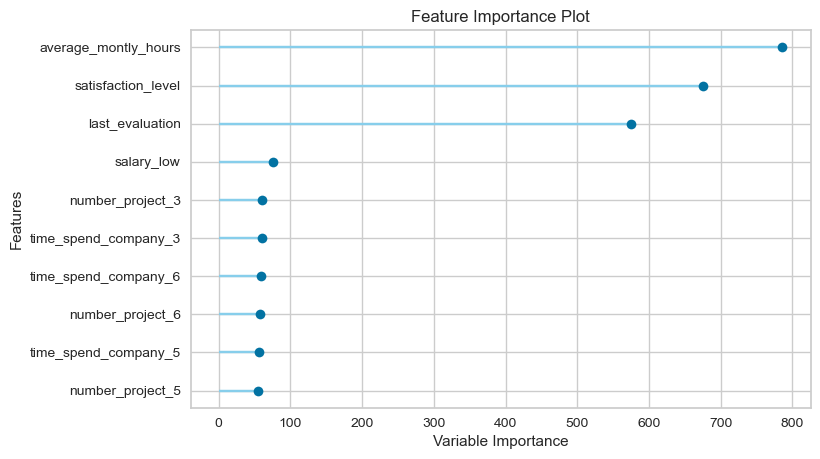 Feature Importance Plot
average_montly_hours
satisfaction_level
last_evaluation
salary_low
number_project_3
time_spend_company_3
time_spend_company_6
number_project_6
time_spend_company_5
number_project_5
Features
0 100 200 300 400 500 600 700 800
Variable Importance